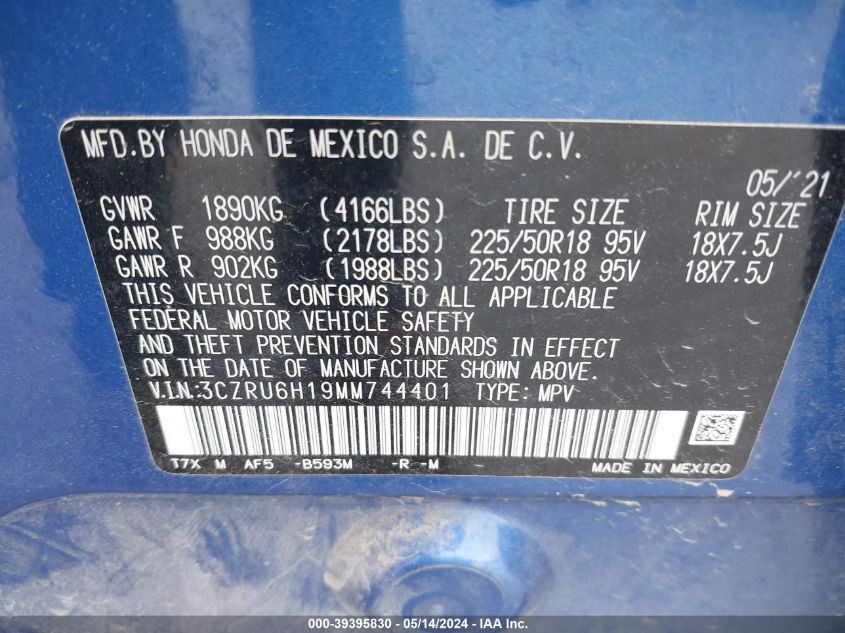 MFD.BY HONDA DE MEXICO S.A. DE C.V.
05/'21
GVWR 1890KG (4166LBS) TIRE SIZE RIM SIZE
GAWR F 988KG (2178LBS) 225/50R18 95V 18X7.5J
GAWR R 902KG (1988LBS) 225/50R18 95V 18X7.5J
THIS VEHICLE CONFORMS TO ALL APPLICABLE
FEDERAL MOTOR VEHICLE SAFETY
AND THEFT PREVENTION STANDARDS IN EFFECT
ON THE DATE OF MANUFACTURE SHOWN ABOVE.
V.I.N.:3CZRU6H19MM744401 TYPE: MPV
T7X M AF5 -B593M -R -M MADE IN MEXICO
000-39395830 - 05/14/2024 - IAA Inc.